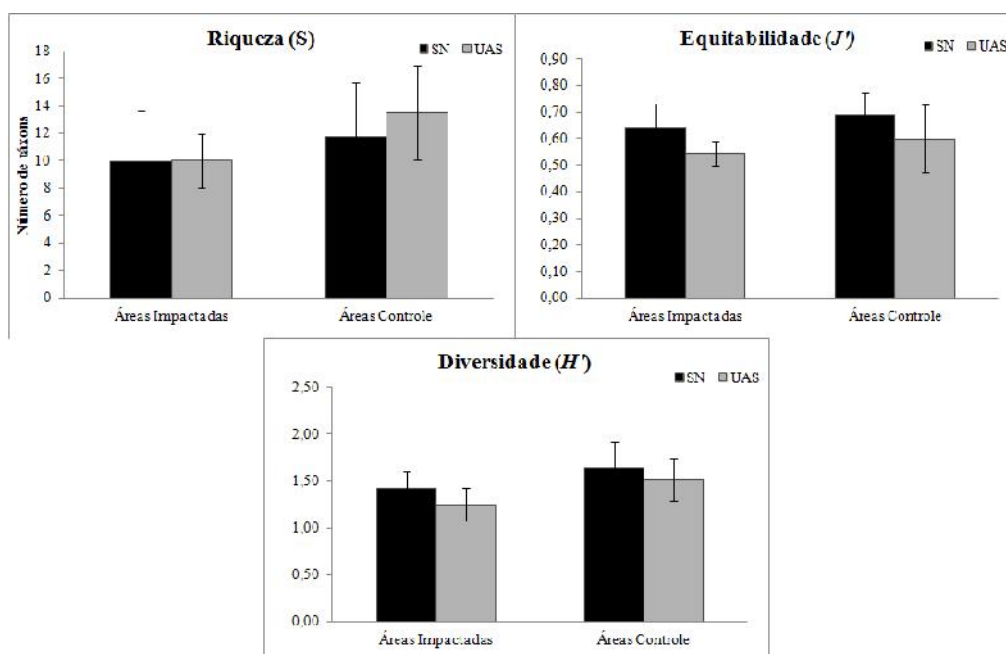 Riqueza (S)
SN UAS
Número de táxons
18
16
14
12
10
8
6
4
2
0
Áreas Impactadas Áreas Controle
Equitabilidade (J')
SN UAS
0,90
0,80
0,70
0,60
0,50
0,40
0,30
0,20
0,10
0,00
Áreas Impactadas Áreas Controle
Diversidade (H')
SN UAS
2,50
2,00
1,50
1,00
0,50
0,00
Áreas Impactadas Áreas Controle